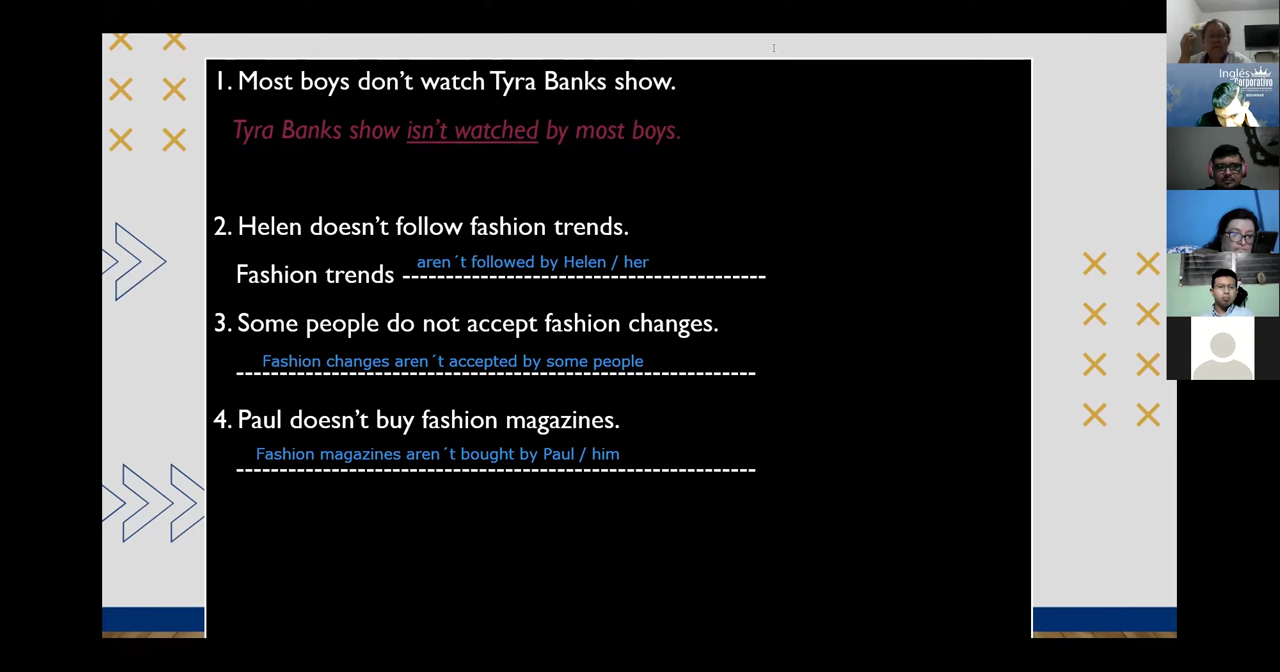 1. Most boys don't watch Tyra Banks show.
Tyra Banks show isn't watched by most boys.
2. Helen doesn't follow fashion trends.
aren´t followed by Helen / her
Fashion trends ------------------------------------------
3. Some people do not accept fashion changes.
Fashion changes aren´t accepted by some people
------------------------------------------------------------
4. Paul doesn't buy fashion magazines.
Fashion magazines aren´t bought by Paul / him
------------------------------------------------------------
Inglés
Corporativo